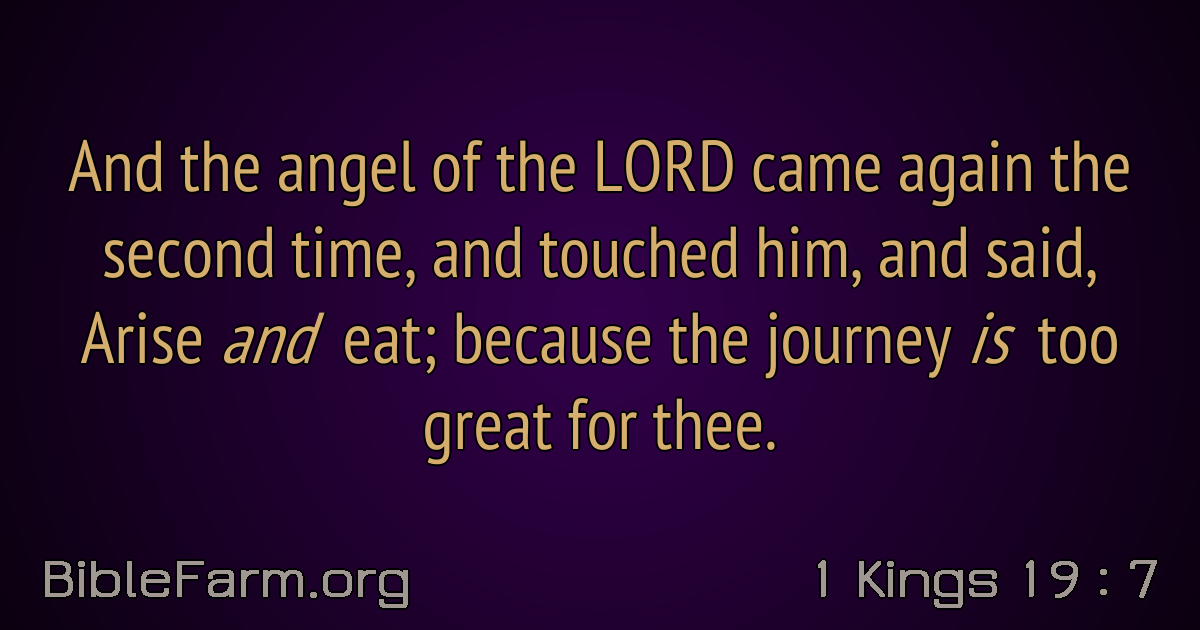 And the angel of the LORD came again the
second time, and touched him, and said,
Arise and eat; because the journey is too
great for thee.
BibleFarm.org
1 Kings 19 : 7